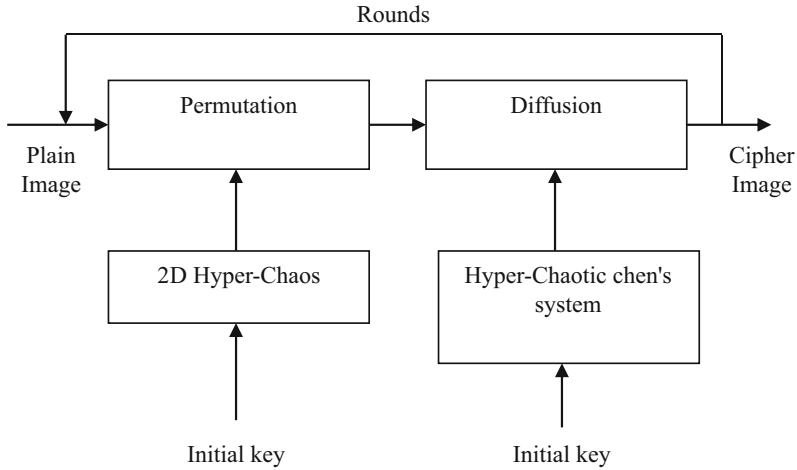 Rounds
Permutation
Diffusion
Plain
Image
Cipher
Image
2D Hyper-Chaos
Hyper-Chaotic chen's
system
Initial key
Initial key